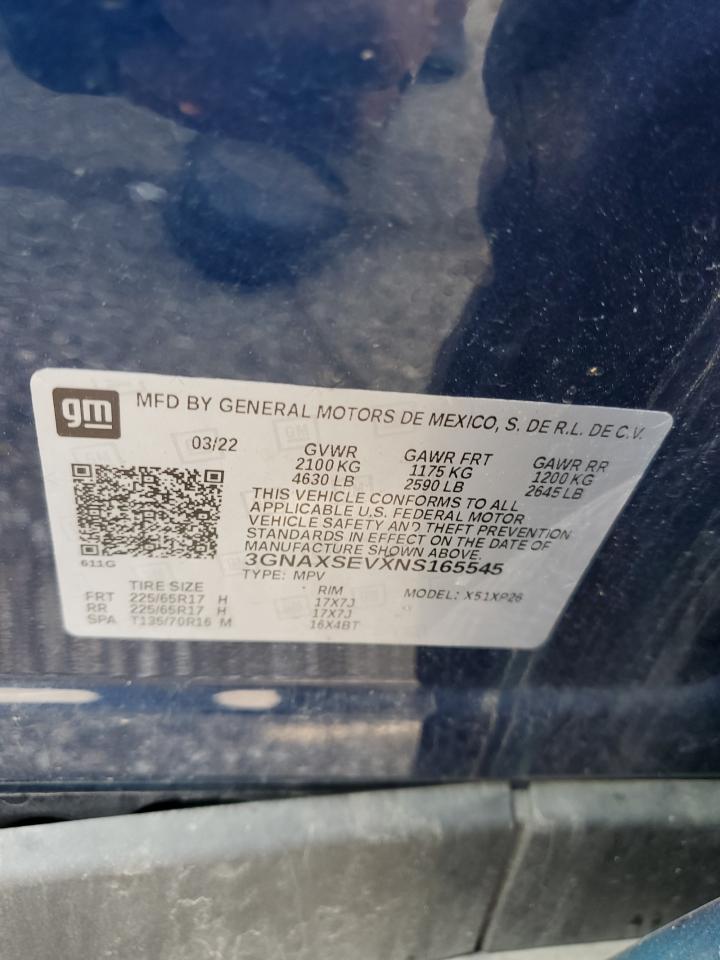 gm
MFD BY GENERAL MOTORS DE MEXICO, S. DE R.L. DE C.V.
03/22 GVWR GAWR FRT GAWR RR
2100 KG 1175 KG 1200 KG
4630 LB 2590 LB 2645 LB
THIS VEHICLE CONFORMS TO ALL
APPLICABLE U.S. FEDERAL MOTOR
VEHICLE SAFETY AND THEFT PREVENTION
STANDARDS IN EFFECT ON THE DATE OF
MANUFACTURE SHOWN ABOVE.
611G
3GNAXSEVXNS165545
TYPE: MPV MODEL: X51XP26
TIRE SIZE RIM
FRT 225/65R17 H 17X7J
RR 225/65R17 H 17X7J
SPA T135/70R16 M 16X4BT